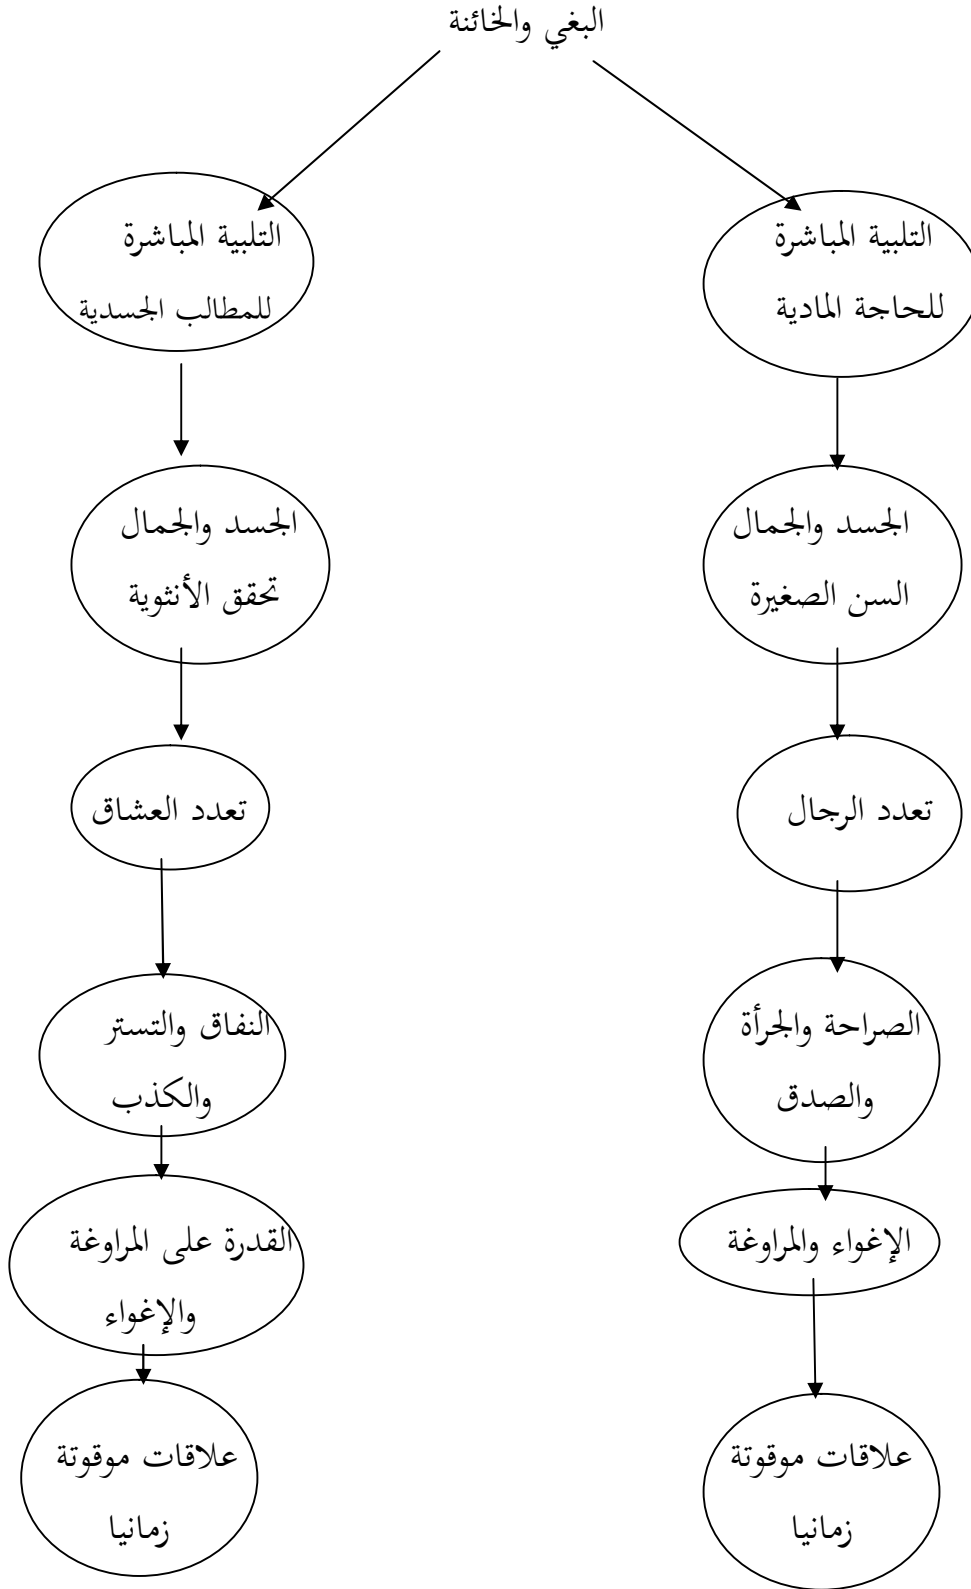 البغي والخائنة
التلبية المباشرة
للحاجة المادية
الجسد والجمال
السن الصغيرة
تعدد الرجال
الصراحة والجرأة
والصدق
الإغواء والمراوغة
علاقات موقوتة
زمانيا
التلبية المباشرة
للمطالب الجسدية
الجسد والجمال
تحقق الأنثوية
تعدد العشاق
النفاق والتستر
والكذب
القدرة على المراوغة
والإغواء
علاقات موقوتة
زمانيا